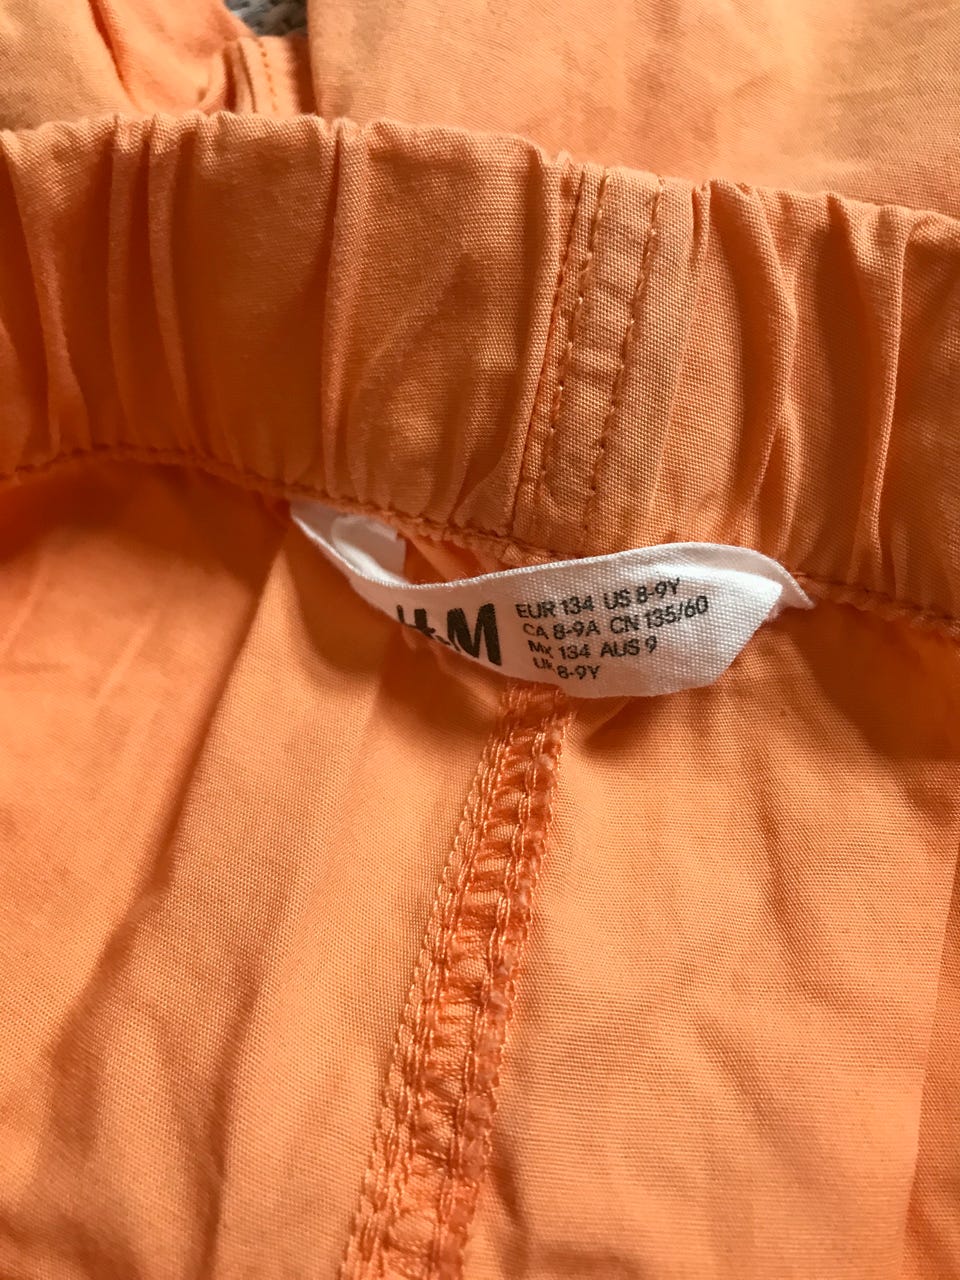 H&M
EUR 134 US 8-9Y
CA 8-9A CN 135/60
MX 134 AUS 9
UK 8-9Y